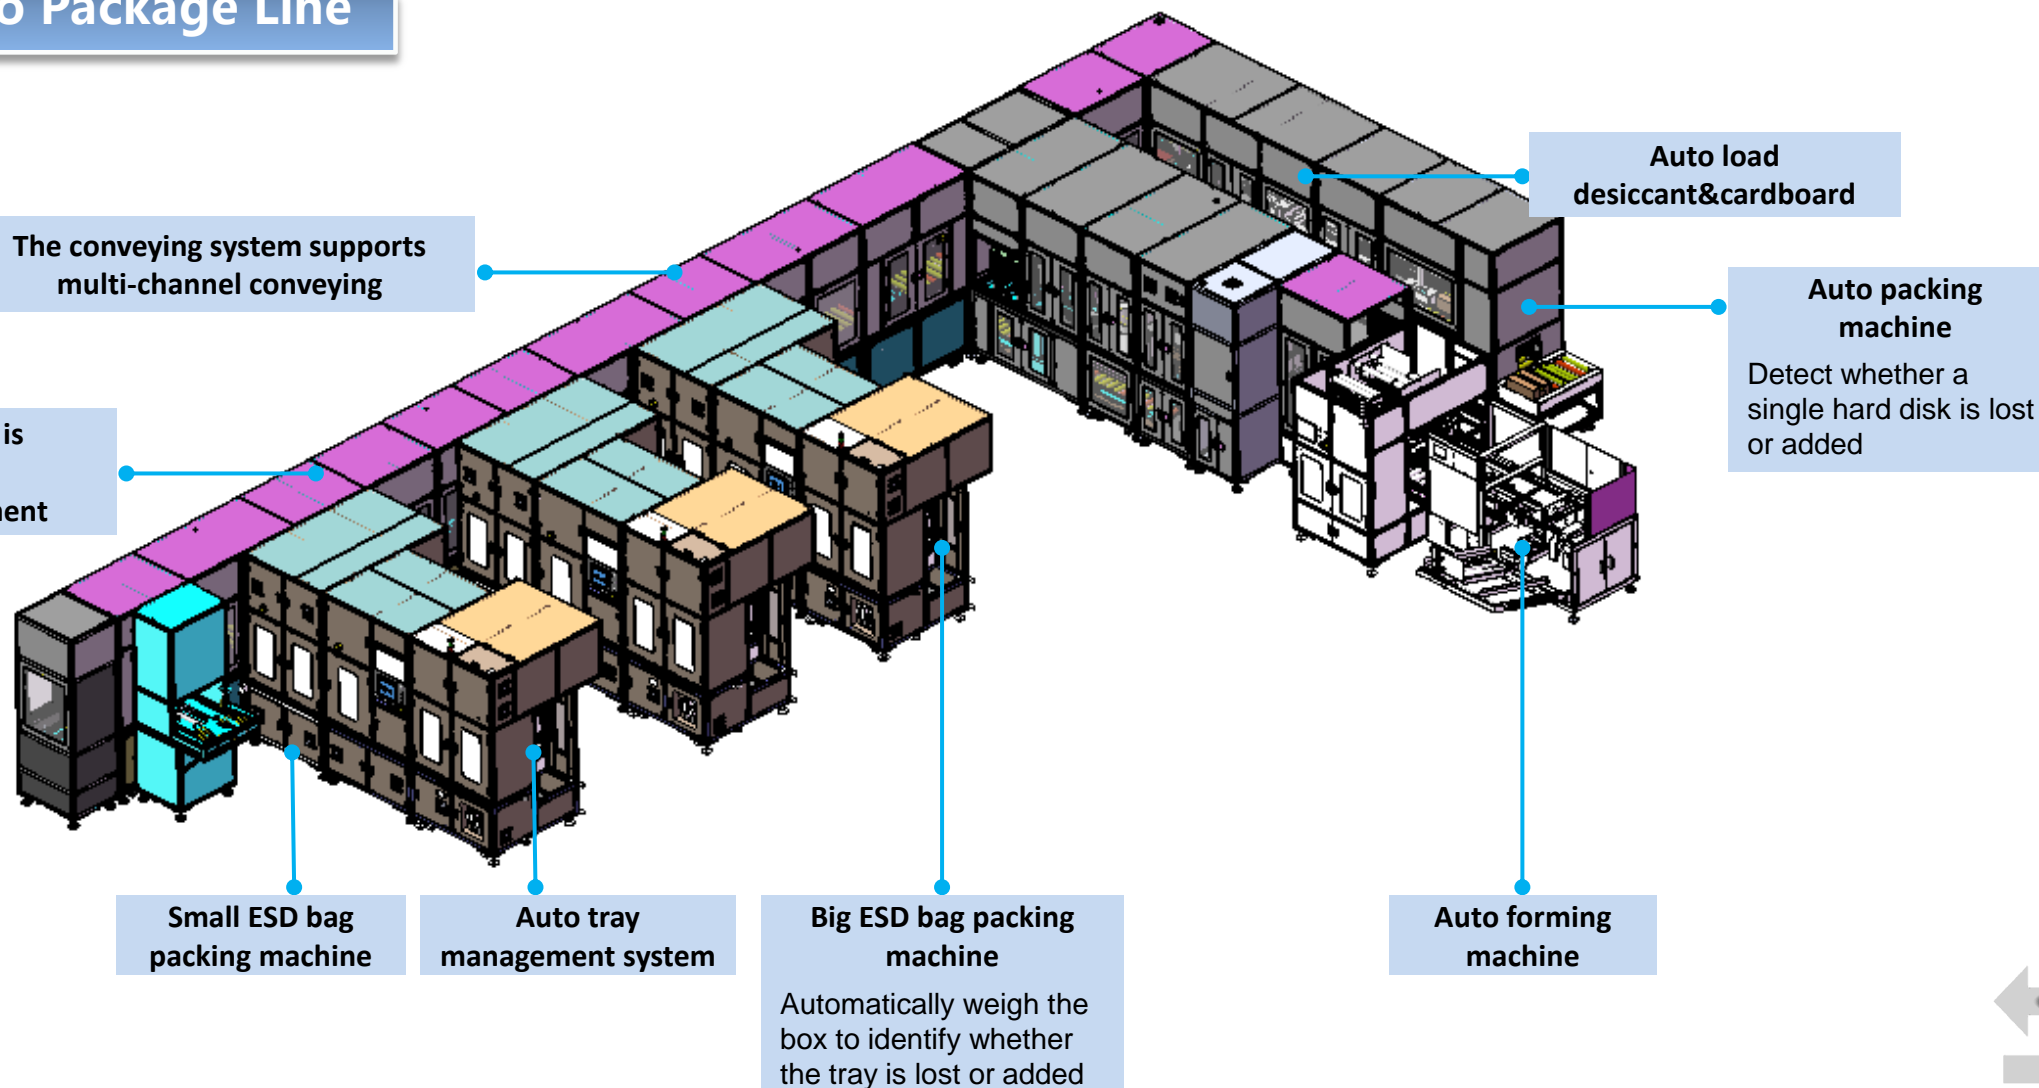 o Package Line
Auto load
desiccant&cardboard
The conveying system supports
multi-channel conveying
Auto packing
machine
Detect whether a
single hard disk is lost
or added
is
ent
Small ESD bag
packing machine
Auto tray
management system
Big ESD bag packing
machine
Automatically weigh the
box to identify whether
the tray is lost or added
Auto forming
machine